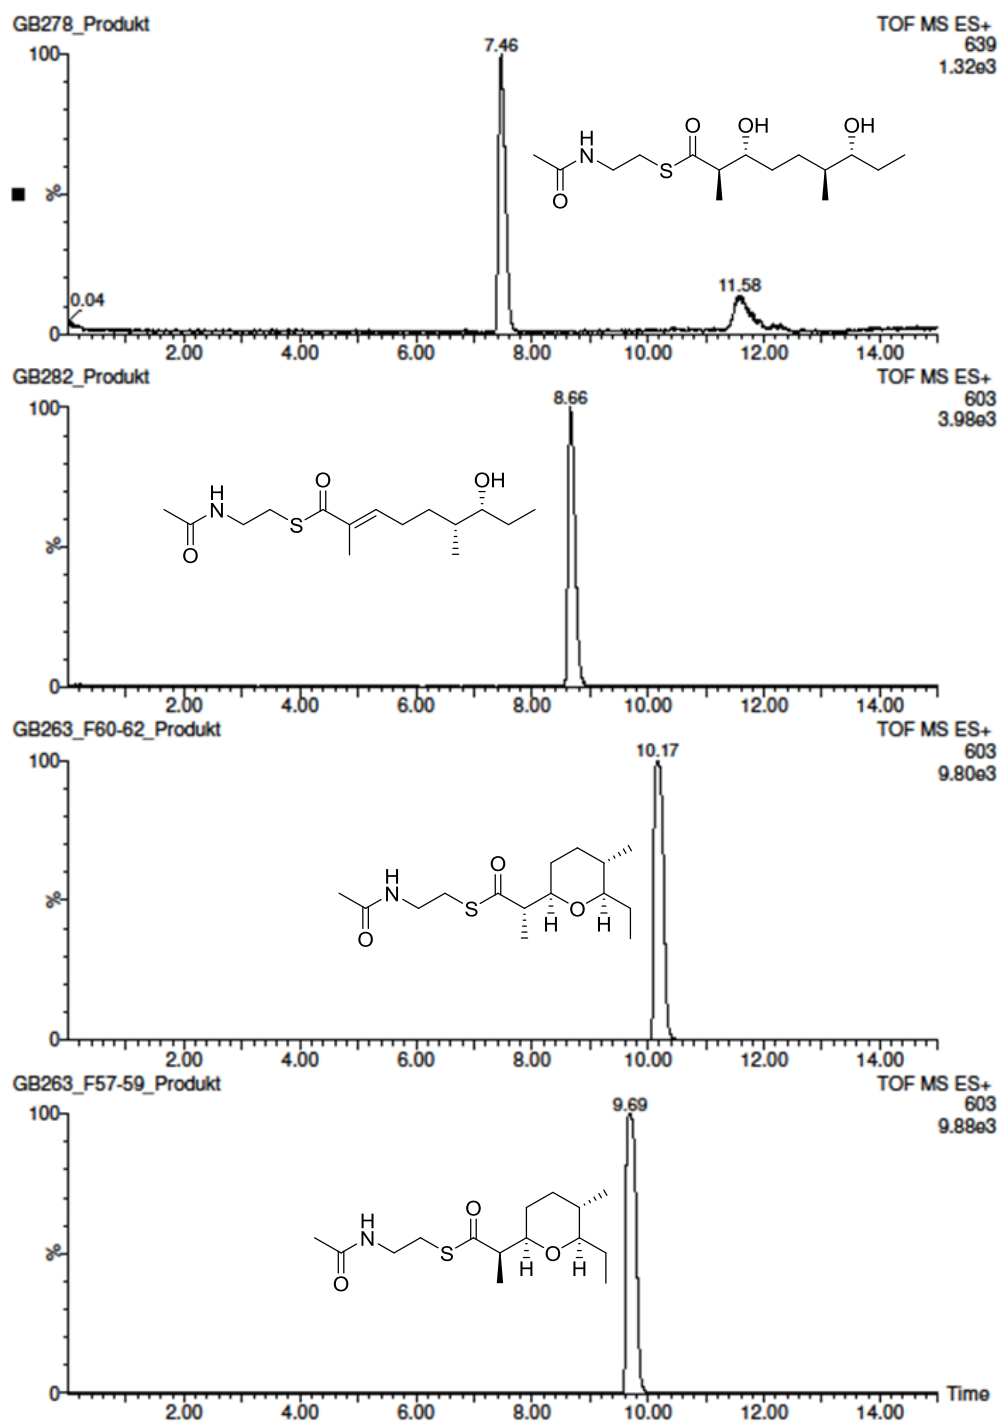 GB278_Produkt
TOF MS ES+
639
1.32e3
100
7.46
%
0.04
11.58
0
2.00 4.00 6.00 8.00 10.00 12.00 14.00
H
N
O
S
O
OH
OH
GB282_Produkt
TOF MS ES+
603
3.98e3
100
8.66
%
0
2.00 4.00 6.00 8.00 10.00 12.00 14.00
H
N
O
S
O
OH
GB263_F60-62_Produkt
TOF MS ES+
603
9.80e3
100
10.17
%
0
2.00 4.00 6.00 8.00 10.00 12.00 14.00
H
N
O
S
O
H
O
H
GB263_F57-59_Produkt
TOF MS ES+
603
9.88e3
100
9.69
%
0
2.00 4.00 6.00 8.00 10.00 12.00 14.00
Time
H
N
O
S
O
H
O
H